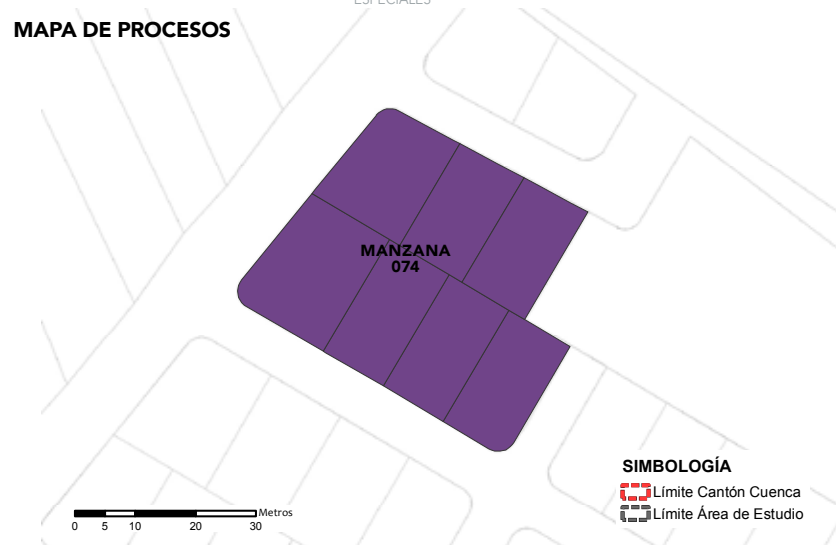 ESPECIALES
MAPA DE PROCESOS
MANZANA
074
SIMBOLOGÍA
Límite Cantón Cuenca
Límite Área de Estudio
Metros
0 5 10 20 30